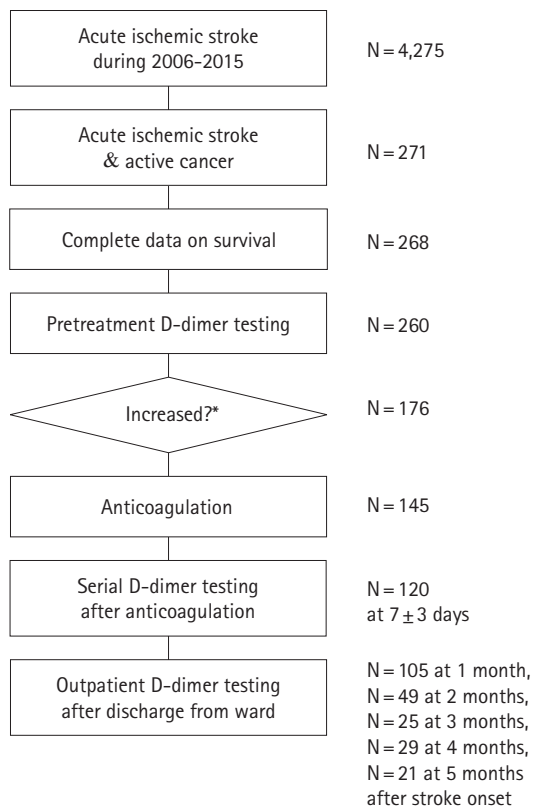 Acute ischemic stroke
during 2006-2015
N=4,275
Acute ischemic stroke
& active cancer
N=271
Complete data on survival
N=268
Pretreatment D-dimer testing
N=260
Increased?*
N=176
Anticoagulation
N=145
Serial D-dimer testing
after anticoagulation
N=120
at 7±3 days
Outpatient D-dimer testing
after discharge from ward
N=105 at 1 month,
N=49 at 2 months,
N=25 at 3 months,
N=29 at 4 months,
N=21 at 5 months
after stroke onset